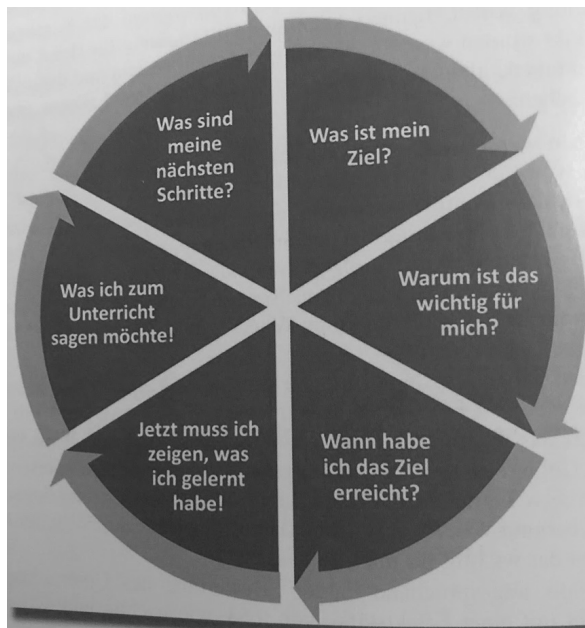 Was ist mein
Ziel?
Warum ist das
wichtig für
mich?
Wann habe
ich das Ziel
erreicht?
Jetzt muss ich
zeigen, was
ich gelernt
habe!
Was ich zum
Unterricht
sagen möchte!
Was sind
meine
nächsten
Schritte?